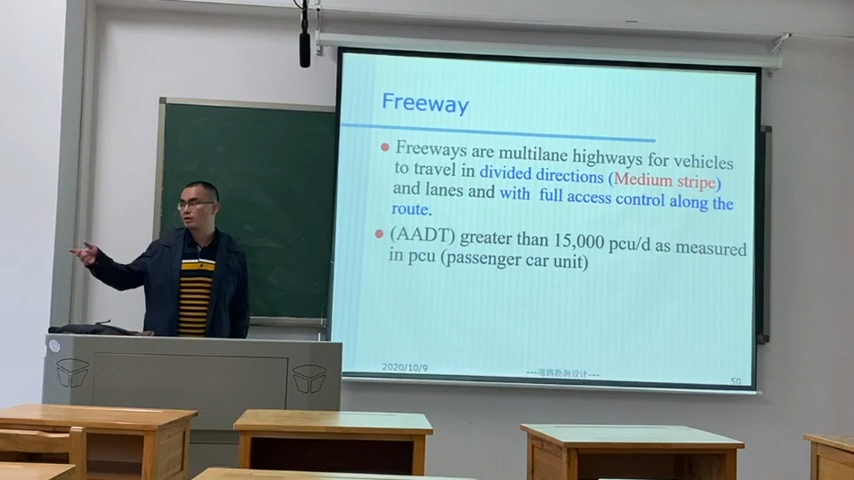 Freeway
Freeways are multilane highways for vehicles
to travel in divided directions (Medium stripe)
and lanes and with full access control along the
route.
(AADT) greater than 15,000 pcu/d as measured
in pcu (passenger car unit)
2020/10/9
---道路勘测设计---
50